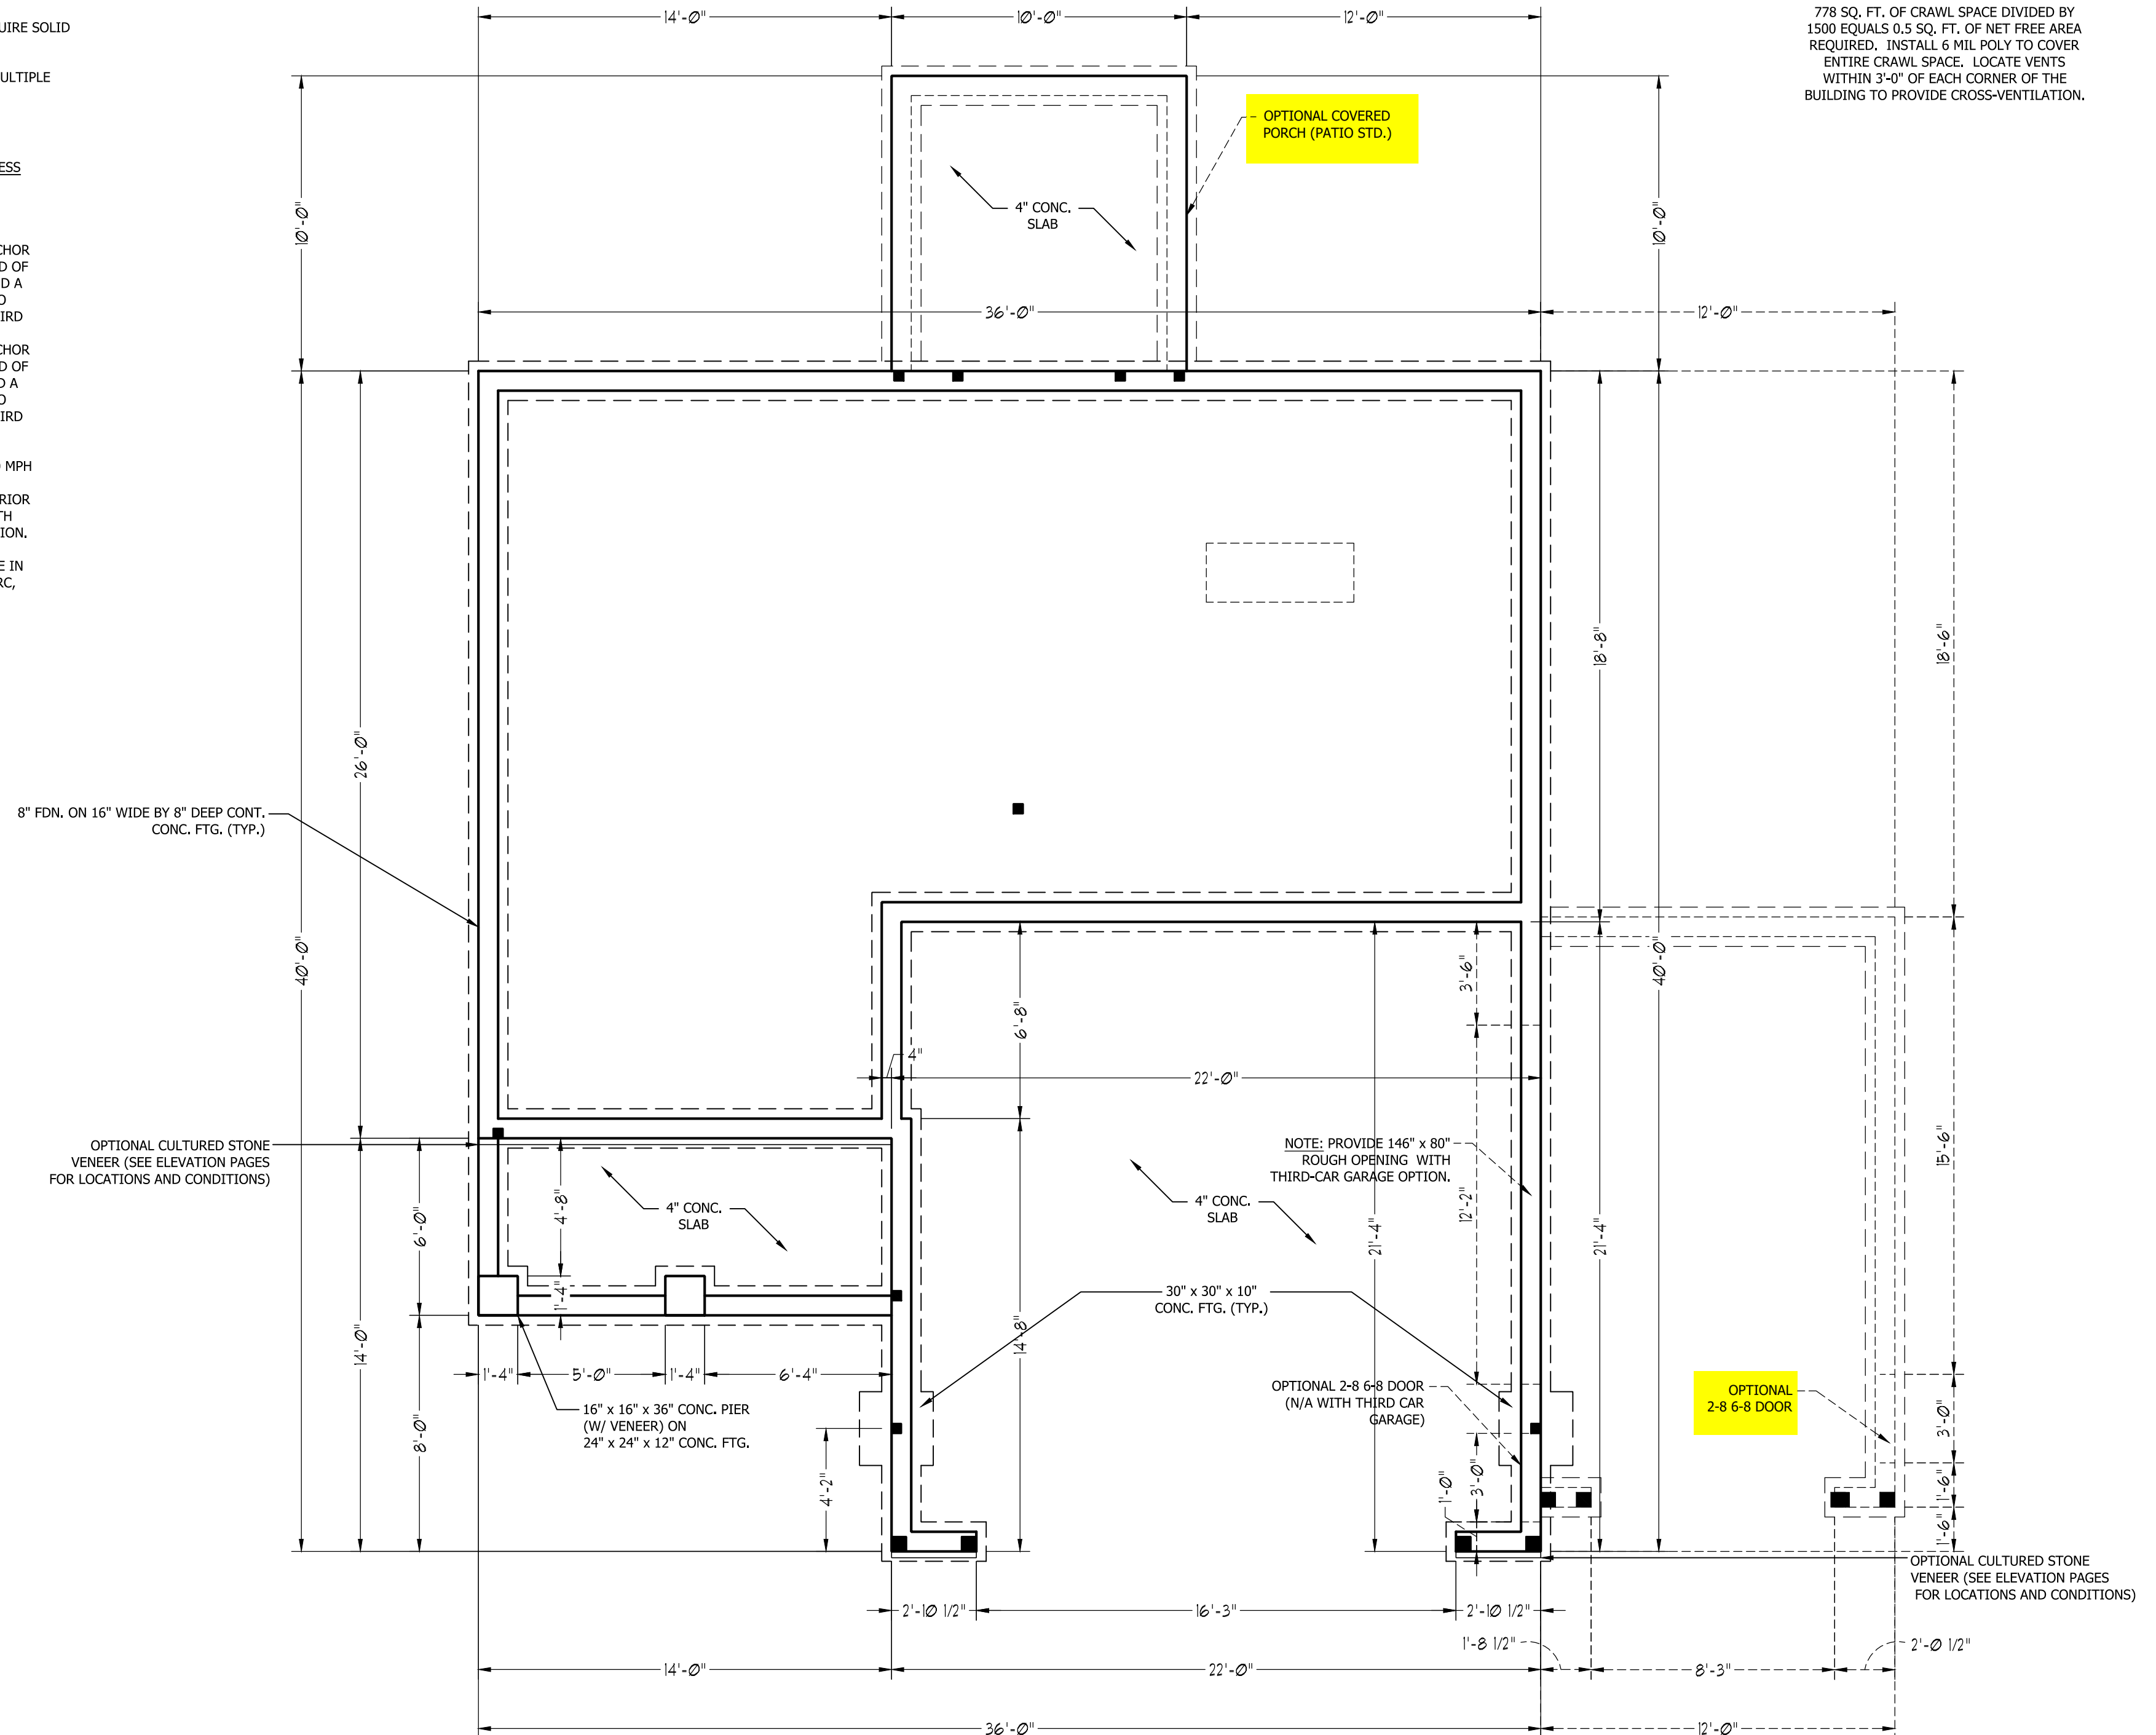 UIRE SOLID
ULTIPLE
ESS
CHOR
D OF
D A
O
IRD
CHOR
D OF
D A
O
IRD
MPH
RIOR
TH
ION.
E IN
RC,
778 SQ. FT. OF CRAWL SPACE DIVIDED BY
1500 EQUALS 0.5 SQ. FT. OF NET FREE AREA
REQUIRED. INSTALL 6 MIL POLY TO COVER
ENTIRE CRAWL SPACE. LOCATE VENTS
WITHIN 3'-0" OF EACH CORNER OF THE
BUILDING TO PROVIDE CROSS-VENTILATION.
14'-0"
10'-0"
12'-0"
OPTIONAL COVERED
PORCH (PATIO STD.)
4" CONC.
SLAB
10'-0"
10'-0"
36'-0"
12'-0"
26'-0"
18'-8"
18'-6"
8" FDN. ON 16" WIDE BY 8" DEEP CONT.
CONC. FTG. (TYP.)
40'-0"
40'-0"
3'-6"
6'-8"
4"
22'-0"
OPTIONAL CULTURED STONE
VENEER (SEE ELEVATION PAGES
FOR LOCATIONS AND CONDITIONS)
NOTE: PROVIDE 146" x 80"
ROUGH OPENING WITH
THIRD-CAR GARAGE OPTION.
15'-6"
4'-8"
4" CONC.
SLAB
4" CONC.
SLAB
12'-2"
6'-0"
21'-4"
21'-4"
1'-4"
30" x 30" x 10"
CONC. FTG. (TYP.)
14'-8"
14'-0"
1'-4"
5'-0"
1'-4"
6'-4"
OPTIONAL 2-8 6-8 DOOR
(N/A WITH THIRD CAR
GARAGE)
OPTIONAL
2-8 6-8 DOOR
16" x 16" x 36" CONC. PIER
(W/ VENEER) ON
24" x 24" x 12" CONC. FTG.
8'-0"
3'-0"
4'-2"
1'-0"
3'-0"
1'-6"
1'-6"
OPTIONAL CULTURED STONE
VENEER (SEE ELEVATION PAGES
FOR LOCATIONS AND CONDITIONS)
2'-10 1/2"
16'-3"
2'-10 1/2"
1'-8 1/2"
2'-0 1/2"
14'-0"
22'-0"
8'-3"
36'-0"
12'-0"